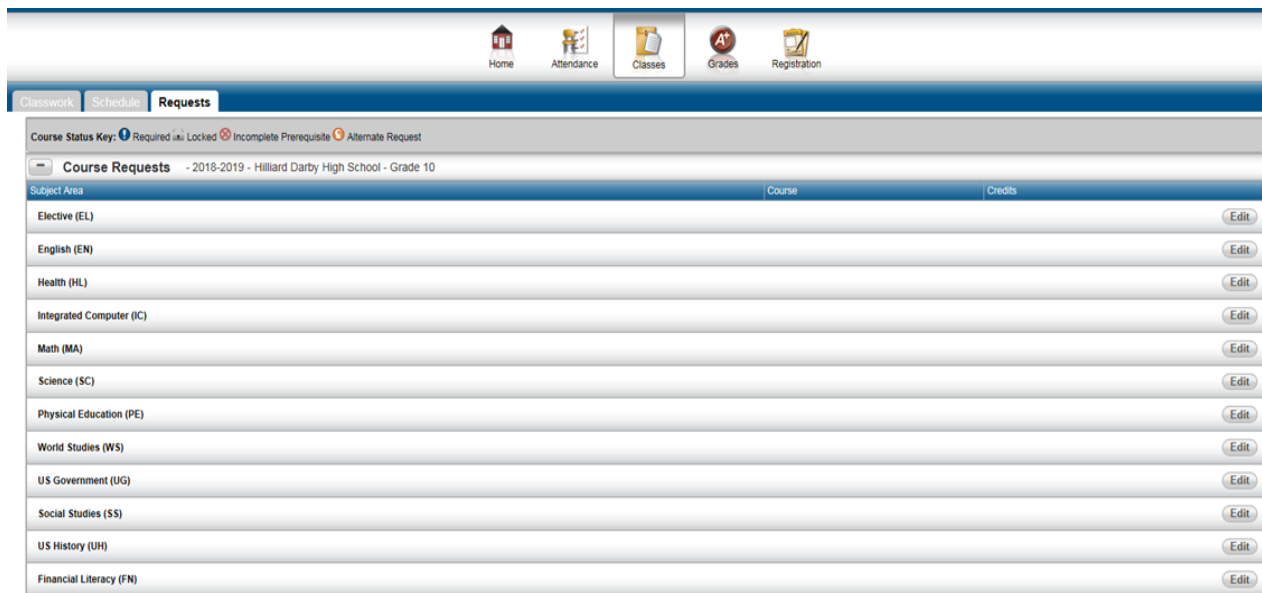 Home Attendance Classes Grades Registration
Classwork Schedule Requests
Course Status Key: Required Locked Incomplete Prerequisite Alternate Request
Course Requests - 2018-2019 - Hilliard Darby High School - Grade 10
Subject Area Course Credits
Elective (EL) Edit
English (EN) Edit
Health (HL) Edit
Integrated Computer (IC) Edit
Math (MA) Edit
Science (SC) Edit
Physical Education (PE) Edit
World Studies (WS) Edit
US Government (UG) Edit
Social Studies (SS) Edit
US History (UH) Edit
Financial Literacy (FN) Edit